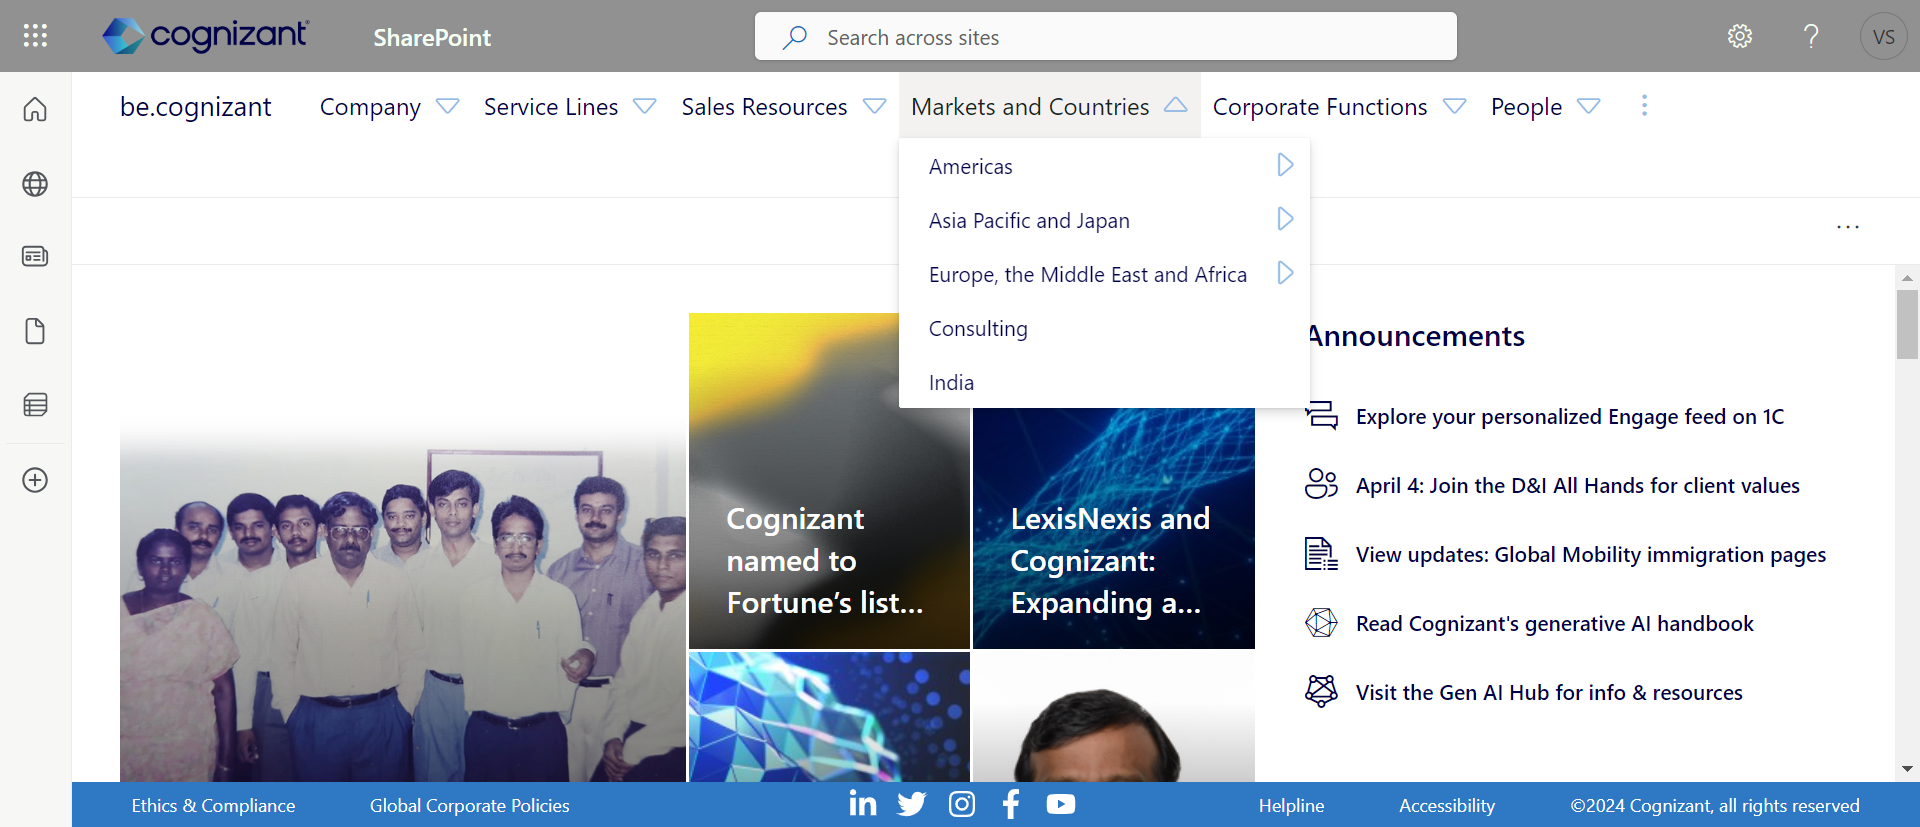 cognizant
SharePoint
Search across sites
VS
be.cognizant
Company
Service Lines
Sales Resources
Markets and Countries
Corporate Functions
People
Americas
Asia Pacific and Japan
Europe, the Middle East and Africa
Consulting
India
Cognizant
named to
Fortune’s list...
LexisNexis and
Cognizant:
Expanding a...
Announcements
Explore your personalized Engage feed on 1C
April 4: Join the D&I All Hands for client values
View updates: Global Mobility immigration pages
Read Cognizant's generative AI handbook
Visit the Gen AI Hub for info & resources
Ethics & Compliance
Global Corporate Policies
Helpline
Accessibility
©2024 Cognizant, all rights reserved